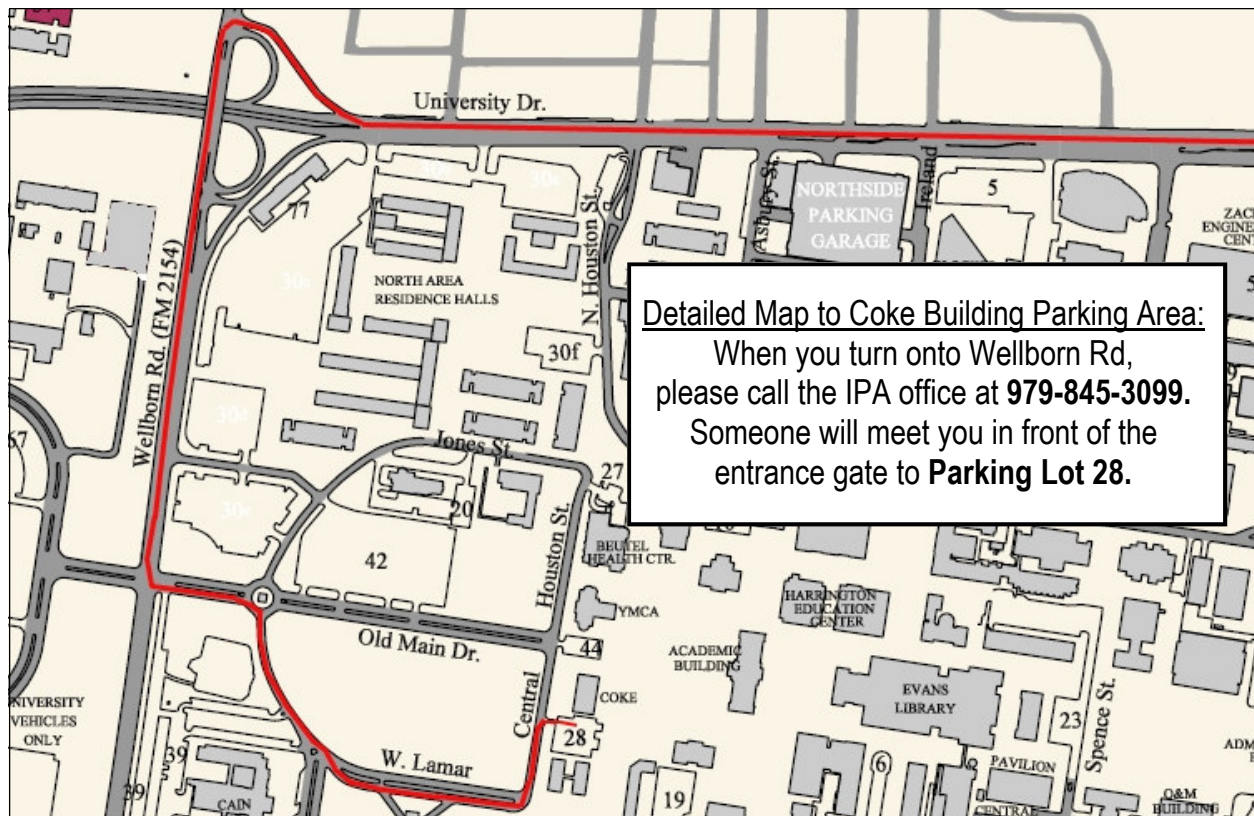 University Dr.
Wellborn Rd. (FM 2154)
77
30e
30f
NORTH AREA
RESIDENCE HALLS
N. Houston St.
Asbury St.
NORTHSIDE
PARKING
GARAGE
Ireland
5
Detailed Map to Coke Building Parking Area:
When you turn onto Wellborn Rd,
please call the IPA office at 979-845-3099.
Someone will meet you in front of the
entrance gate to Parking Lot 28.
67
Jones St.
20
27
42
Houston St.
BEUTEL
HEALTH CTR.
YMCA
HARRINGTON
EDUCATION
CENTER
Old Main Dr.
44
ACADEMIC
BUILDING
COKE
Central
28
EVANS
LIBRARY
23
Spence St.
W. Lamar
39
39
CAIN
19
6
PAVILION
CENTRAL
Q&M
BUILDING
VEHICLES
ONLY